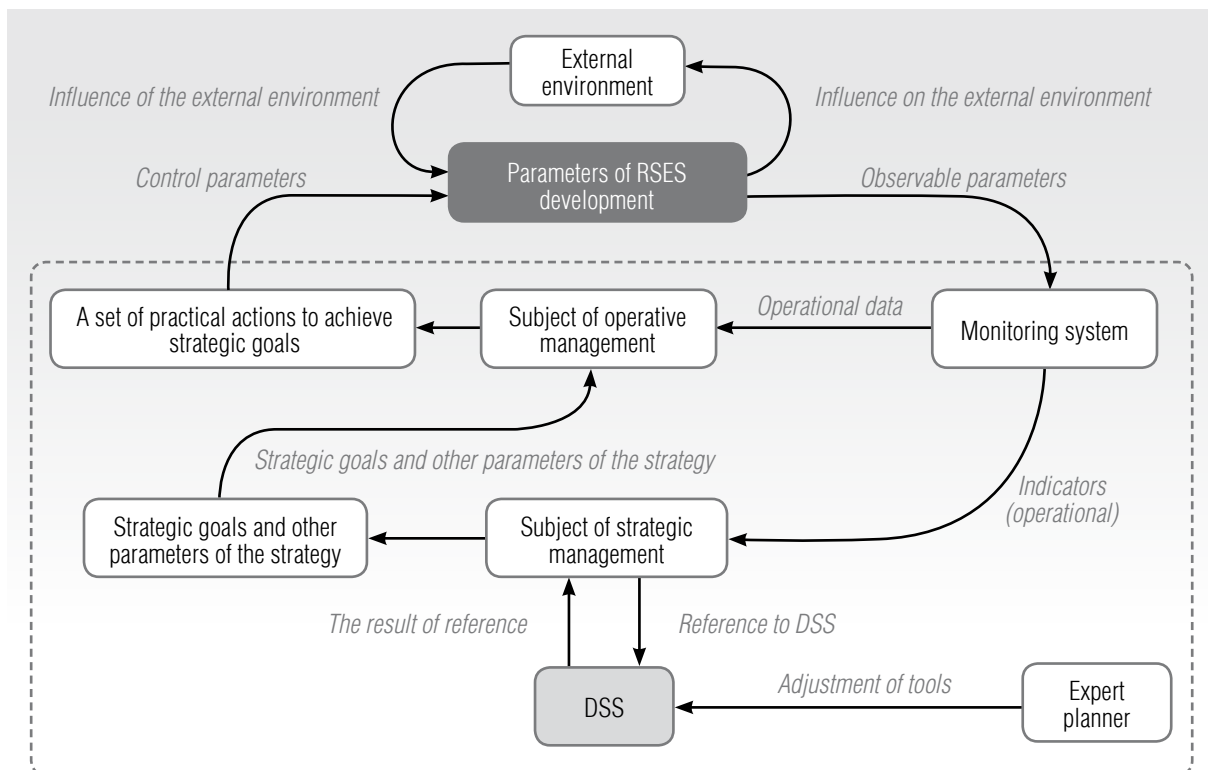 External
environment
Influence of the external environment
Influence on the external environment
Parameters of RSES
development
Control parameters
Observable parameters
A set of practical actions to achieve
strategic goals
Subject of operative
management
Operational data
Monitoring system
Strategic goals and other parameters of the strategy
Indicators
(operational)
Strategic goals and other
parameters of the strategy
Subject of strategic
management
The result of reference
Reference to DSS
DSS
Adjustment of tools
Expert
planner